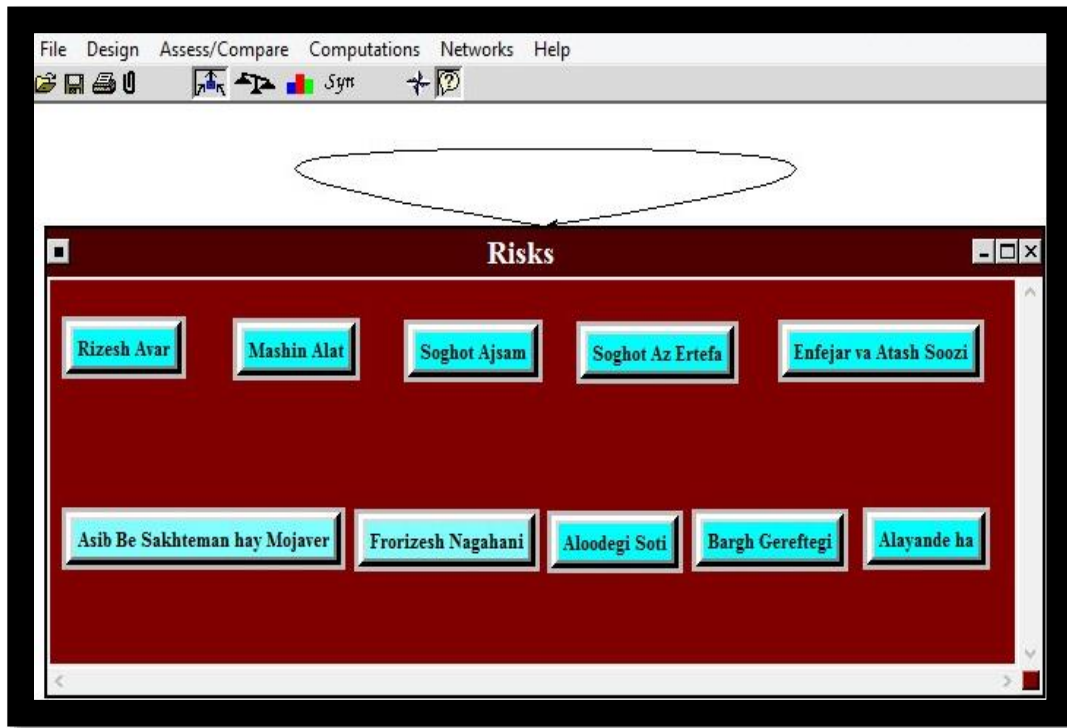 File Design Assess/Compare Computations Networks Help
Syn
Risks
Rizesh Avar Mashin Alat Soghot Ajsam Soghot Az Ertefa Enfejar va Atash Soozi
Asib Be Sakhteman hay Mojaver Frorizesh Nagahani Aloodegi Soti Bargh Gereftegi Alayande ha